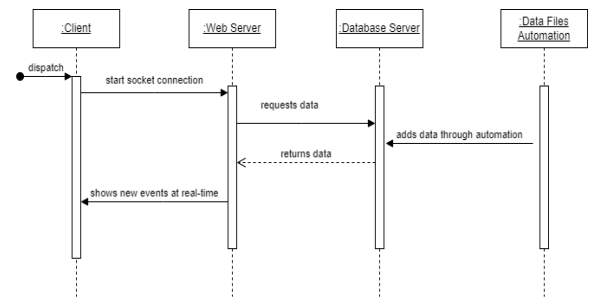 :Client
:Web Server
:Database Server
:Data Files
Automation
dispatch
start socket connection
requests data
adds data through automation
returns data
shows new events at real-time